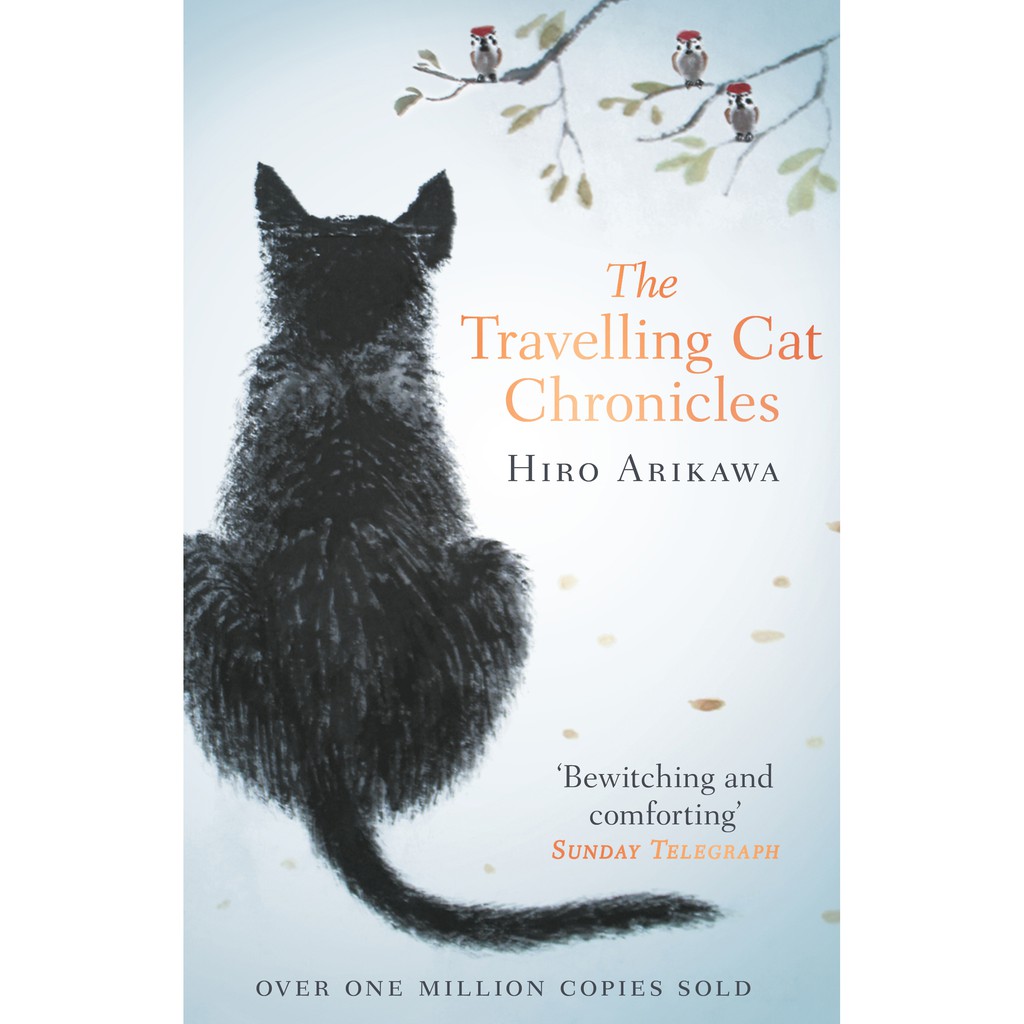 The
Travelling Cat
Chronicles
HIRO ARIKAWA
‘Bewitching and
comforting’
SUNDAY TELEGRAPH
OVER ONE MILLION COPIES SOLD